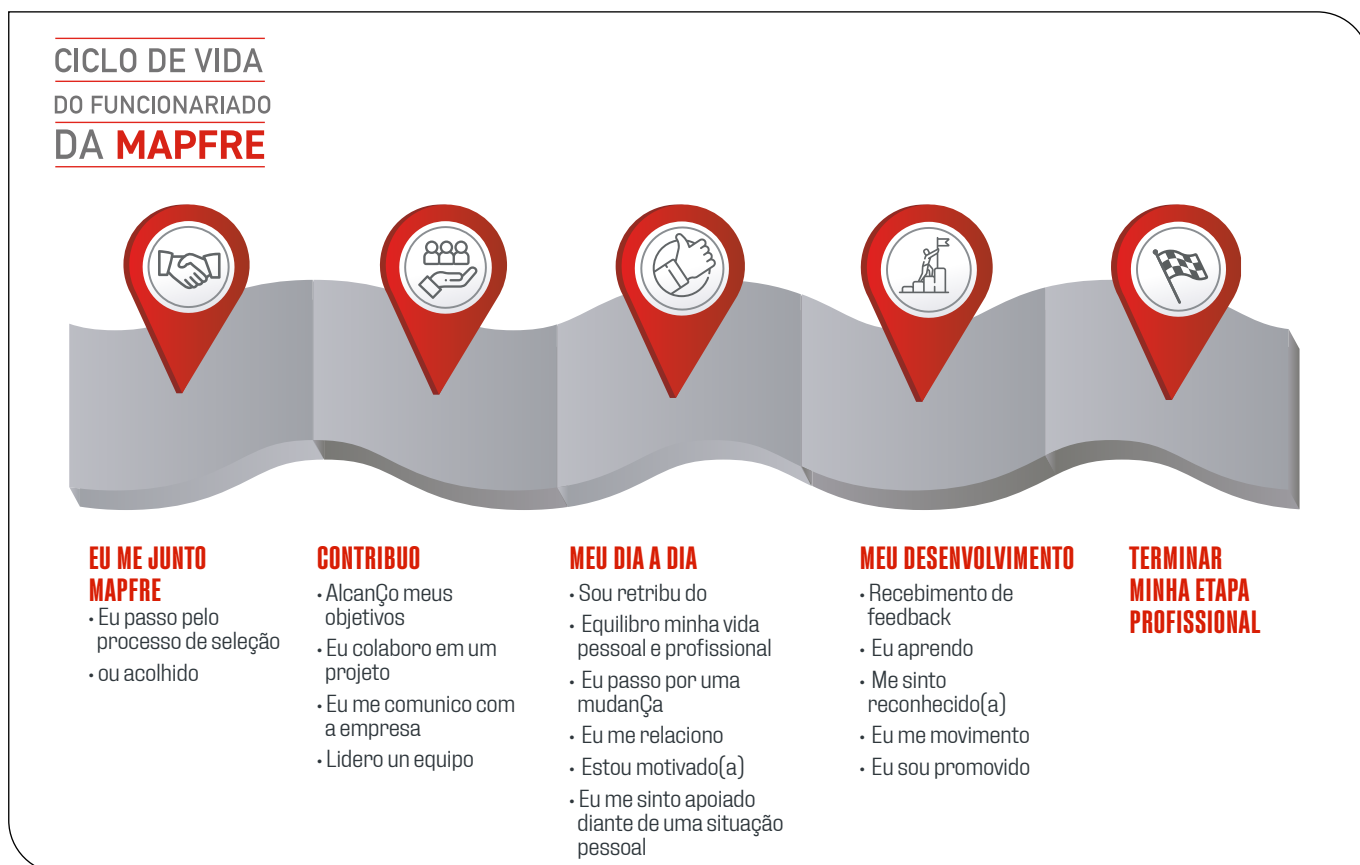 CICLO DE VIDA
DO FUNCIONARIADO
DA MAPFRE
EU ME JUNTO
MAPFRE
• Eu passo pelo
processo de seleção
• ou acolhido
CONTRIBUO
• AlcanÇo meus
objetivos
• Eu colaboro em um
projeto
• Eu me comunico com
a empresa
• Lidero un equipo
MEU DIA A DIA
• Sou retribu do
• Equilibro minha vida
pessoal e profissional
• Eu passo por uma
mudanÇa
• Eu me relaciono
• Estou motivado(a)
• Eu me sinto apoiado
diante de uma situação
pessoal
MEU DESENVOLVIMENTO
• Recebimento de
feedback
• Eu aprendo
• Me sinto
reconhecido(a)
• Eu me movimento
• Eu sou promovido
TERMINAR
MINHA ETAPA
PROFISSIONAL